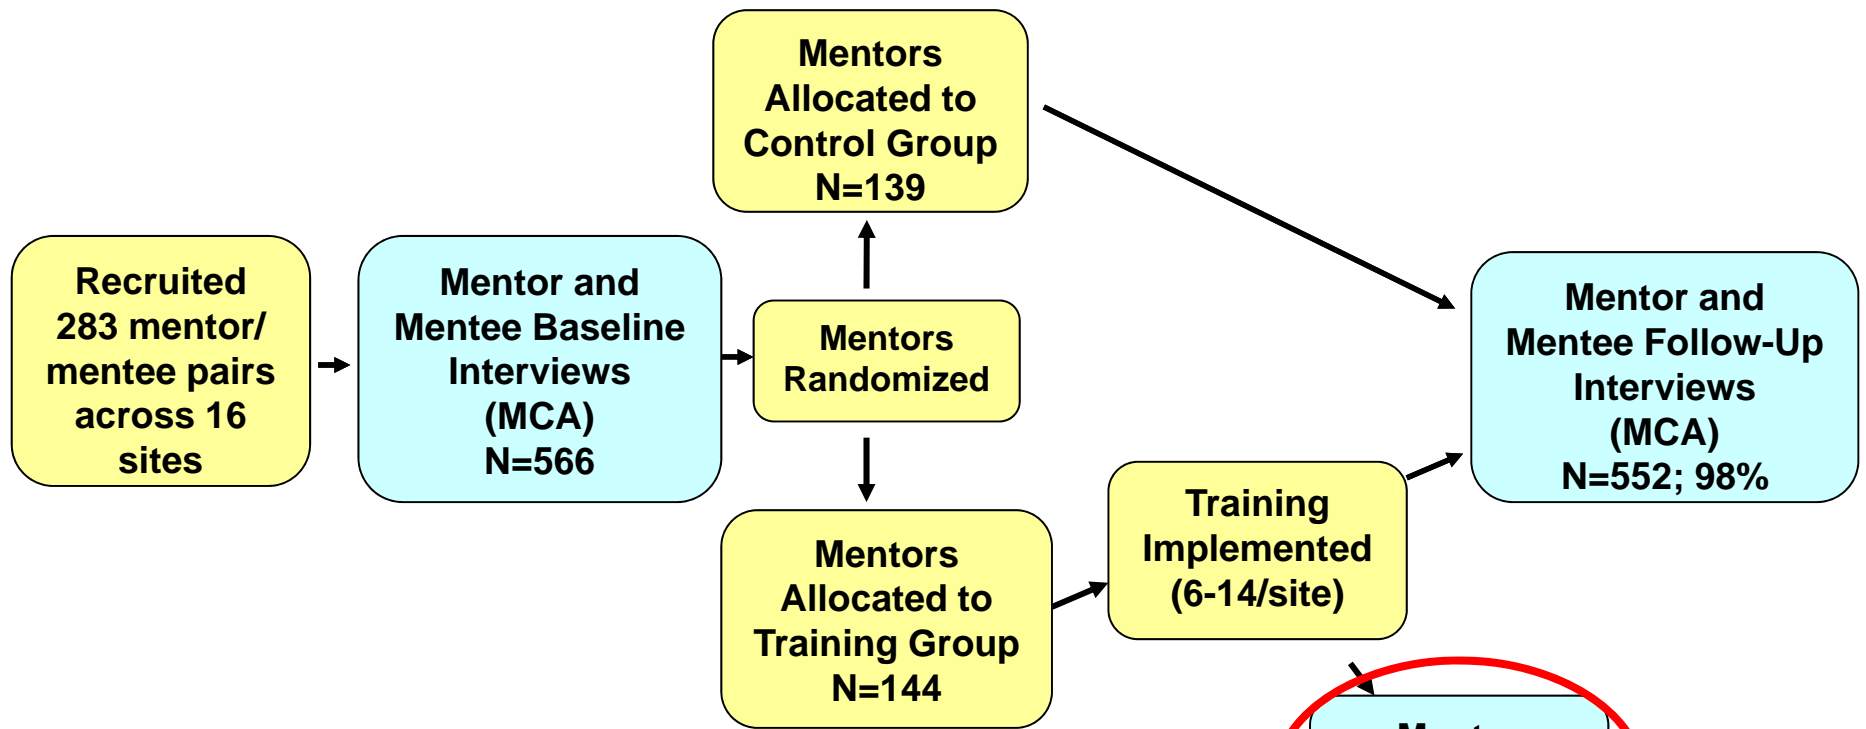 Recruited
283 mentor/
mentee pairs
across 16
sites
Mentor and
Mentee Baseline
Interviews
(MCA)
N=566
Mentors
Randomized
Mentors
Allocated to
Control Group
N=139
Mentors
Allocated to
Training Group
N=144
Training
Implemented
(6-14/site)
Mentor and
Mentee Follow-Up
Interviews
(MCA)
N=552; 98%